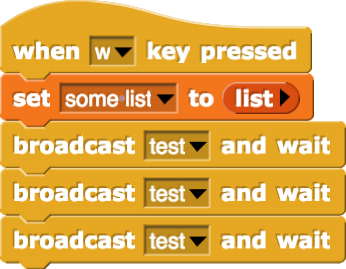 when w key pressed
set some list to list
broadcast test and wait
broadcast test and wait
broadcast test and wait